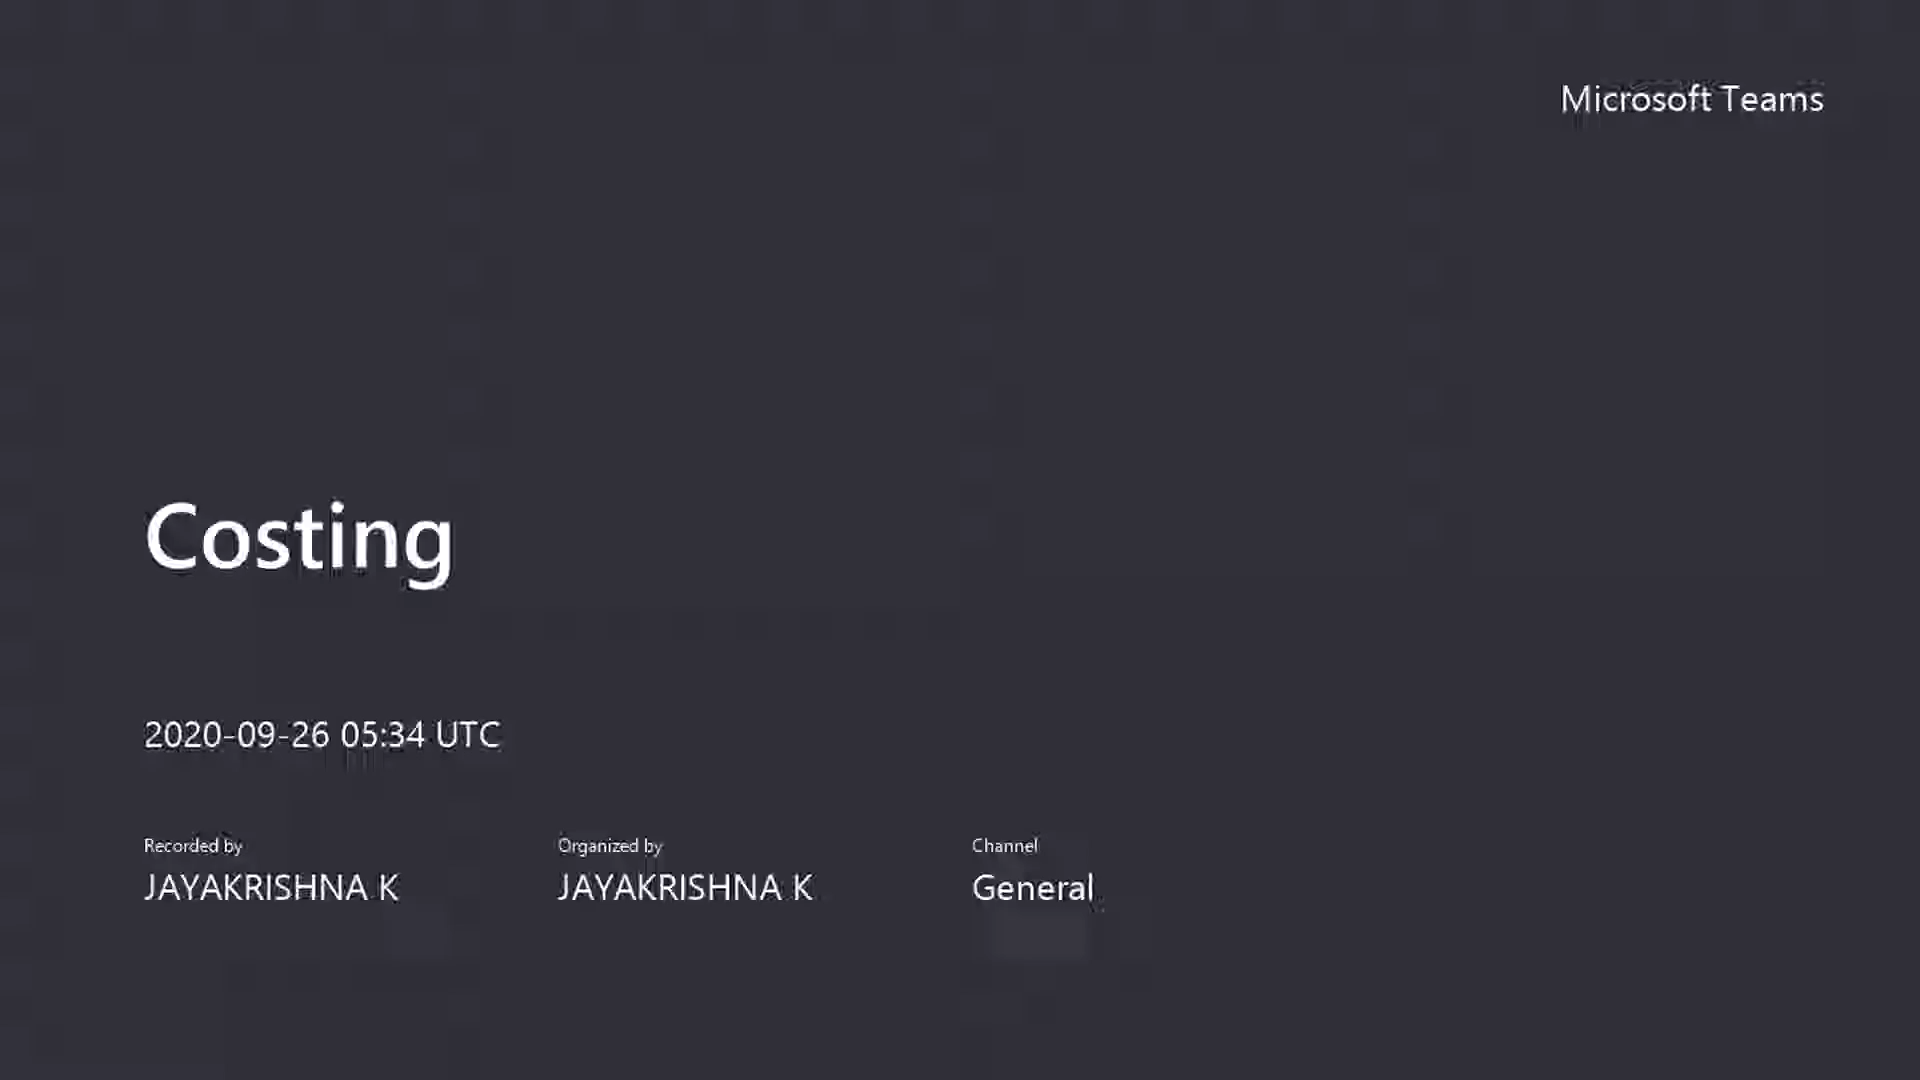 Microsoft Teams
Costing
2020-09-26 05:34 UTC
Recorded by
JAYAKRISHNA K
Organized by
JAYAKRISHNA K
Channel
General